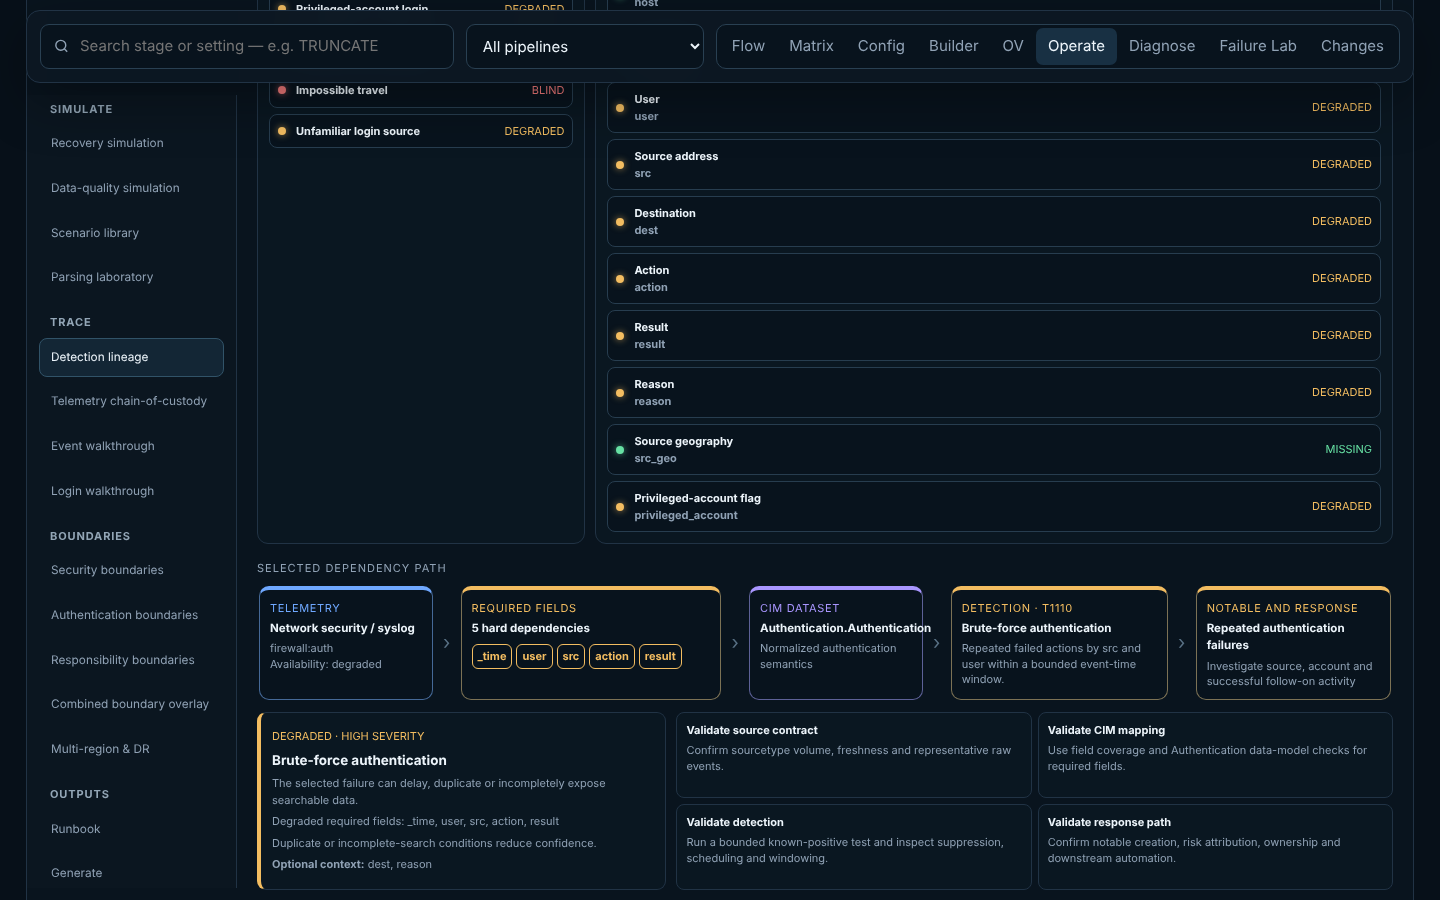 Privileged-account login DEGRADED
host
Search stage or setting — e.g. TRUNCATE
All pipelines
Flow Matrix Config Builder OV Operate Diagnose Failure Lab Changes
SIMULATE
Recovery simulation
Data-quality simulation
Scenario library
Parsing laboratory
TRACE
Detection lineage
Telemetry chain-of-custody
Event walkthrough
Login walkthrough
BOUNDARIES
Security boundaries
Authentication boundaries
Responsibility boundaries
Combined boundary overlay
Multi-region & DR
OUTPUTS
Runbook
Generate
Impossible travel BLIND
Unfamiliar login source DEGRADED
User DEGRADED
user
Source address DEGRADED
src
Destination DEGRADED
dest
Action DEGRADED
action
Result DEGRADED
result
Reason DEGRADED
reason
Source geography MISSING
src_geo
Privileged-account flag DEGRADED
privileged_account
SELECTED DEPENDENCY PATH
TELEMETRY
Network security / syslog
firewall:auth
Availability: degraded
›
REQUIRED FIELDS
5 hard dependencies
_time user src action result
›
CIM DATASET
Authentication.Authentication
Normalized authentication
semantics
›
DETECTION · T1110
Brute-force authentication
Repeated failed actions by src and
user within a bounded event-time
window.
›
NOTABLE AND RESPONSE
Repeated authentication
failures
Investigate source, account and
successful follow-on activity
DEGRADED · HIGH SEVERITY
Brute-force authentication
The selected failure can delay, duplicate or incompletely expose
searchable data.
Degraded required fields: _time, user, src, action, result
Duplicate or incomplete-search conditions reduce confidence.
Optional context: dest, reason
Validate source contract
Confirm sourcetype volume, freshness and representative raw
events.
Validate CIM mapping
Use field coverage and Authentication data-model checks for
required fields.
Validate detection
Run a bounded known-positive test and inspect suppression,
scheduling and windowing.
Validate response path
Confirm notable creation, risk attribution, ownership and
downstream automation.